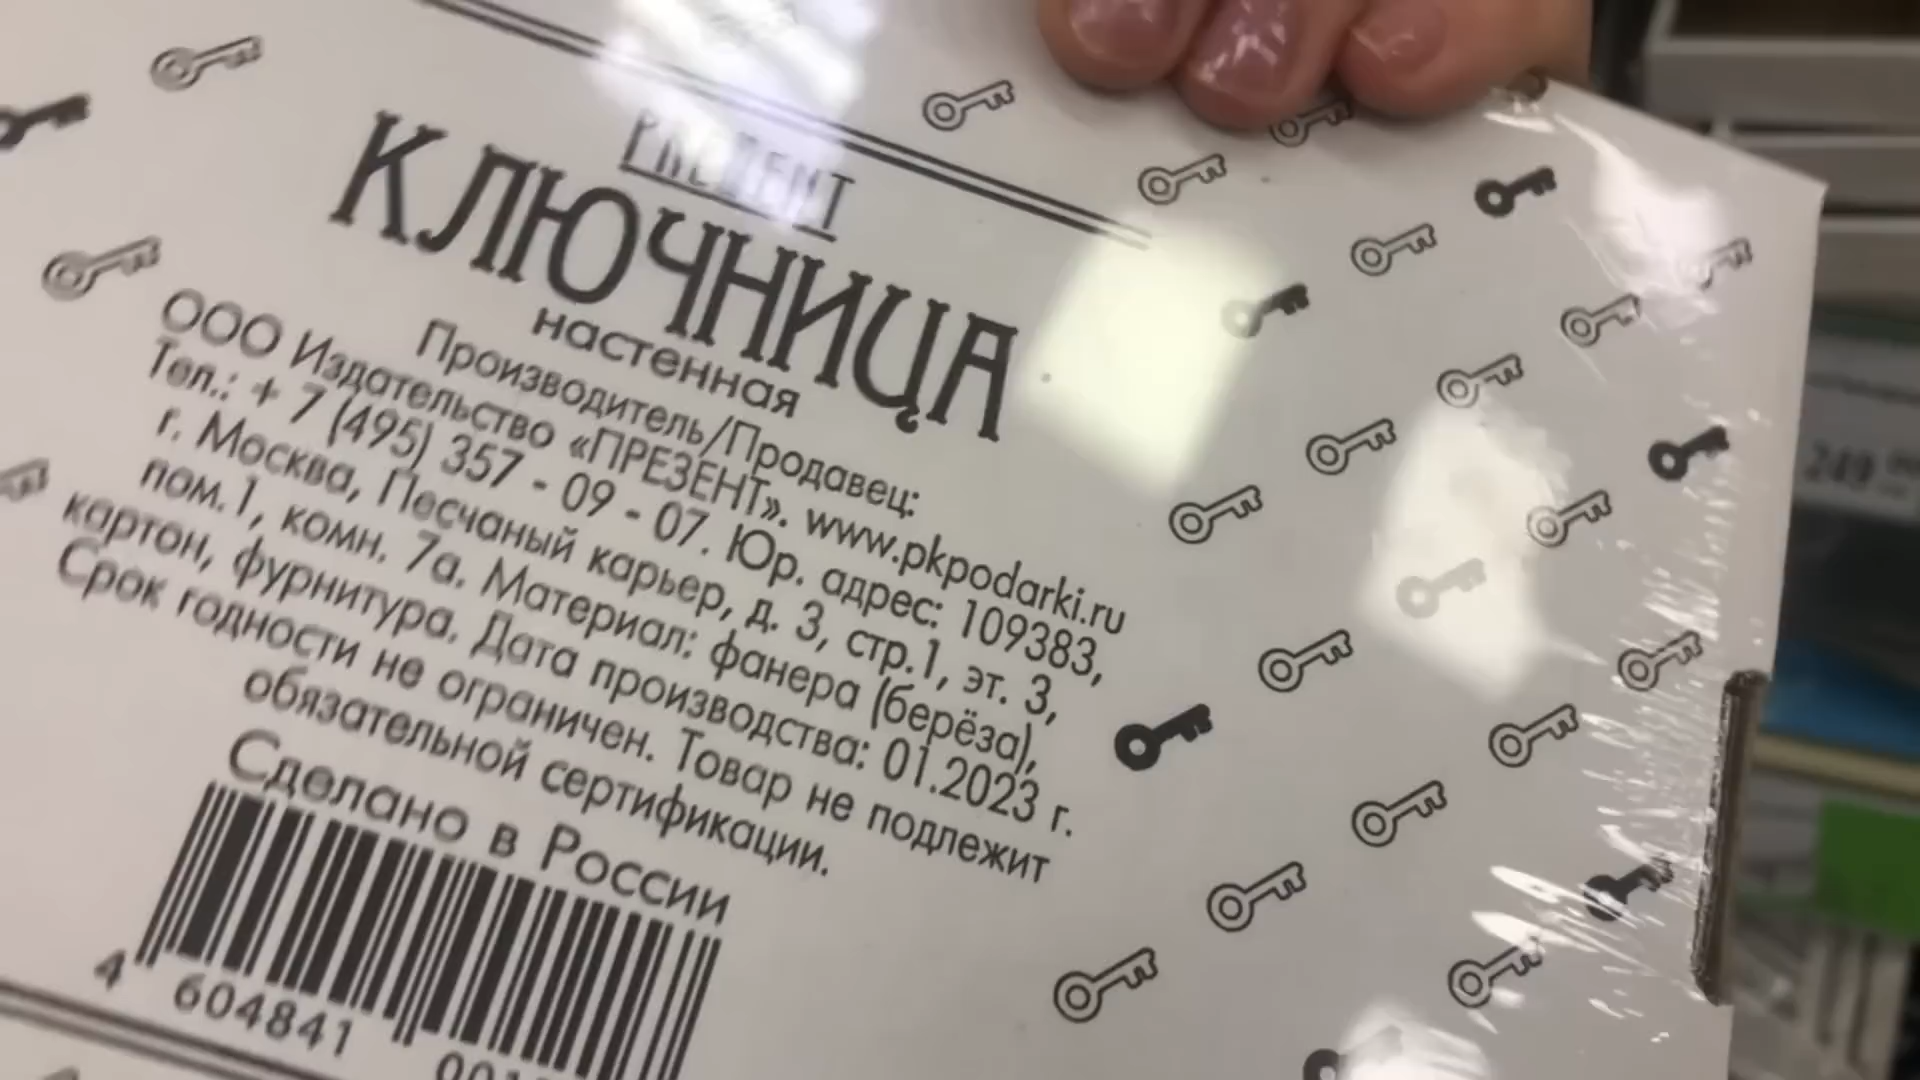 PREZENT
КЛЮЧНИЦА
настенная
Производитель/Продавец:
ООО Издательство «ПРЕЗЕНТ». www.pkpodarki.ru
Тел.: + 7 (495) 357 - 09 - 07. Юр. адрес: 109383,
г. Москва, Песчаный карьер, д. 3, стр.1, эт. 3,
пом.1, комн. 7а. Материал: фанера (берёза),
картон, фурнитура. Дата производства: 01.2023 г.
Срок годности не ограничен. Товар не подлежит
обязательной сертификации.
Сделано в России
4 604841
249